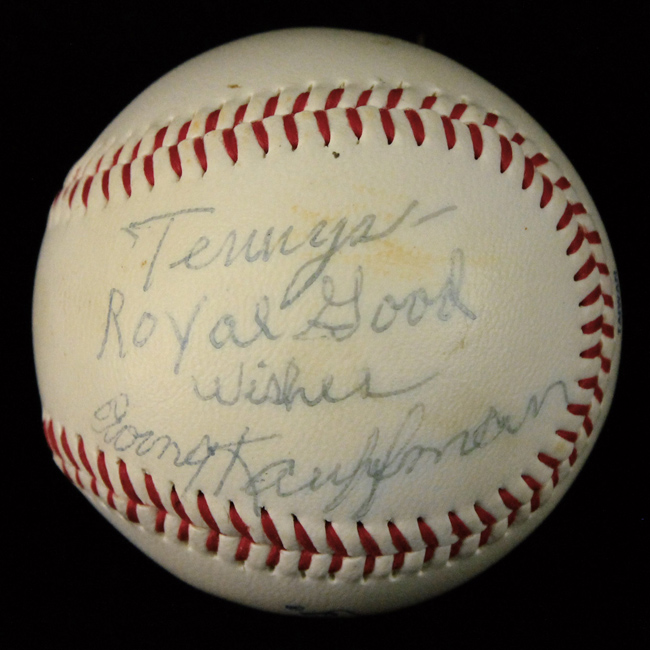 Tennys -
Royal Good
Wishes
Ewing Kauffman